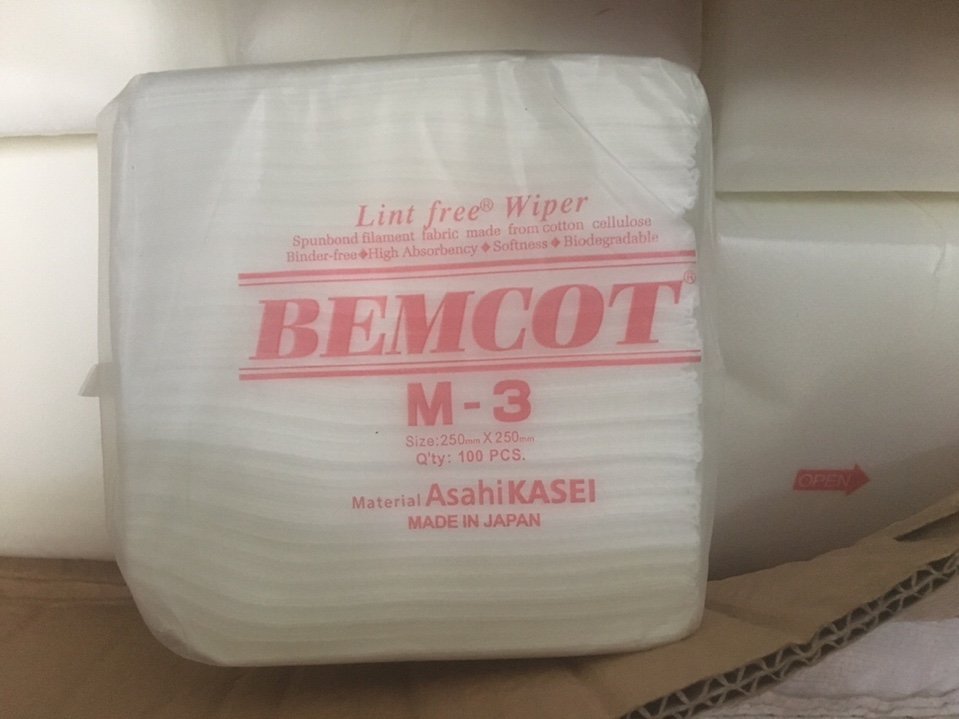 Lint free® Wiper
Spunbond filament fabric made from cotton cellulose
Binder-free◆High Absorbency◆Softness◆Biodegradable
BEMCOT®
M-3
Size:250mm X 250mm
Q'ty: 100 PCS.
Material AsahiKASEI
MADE IN JAPAN
OPEN